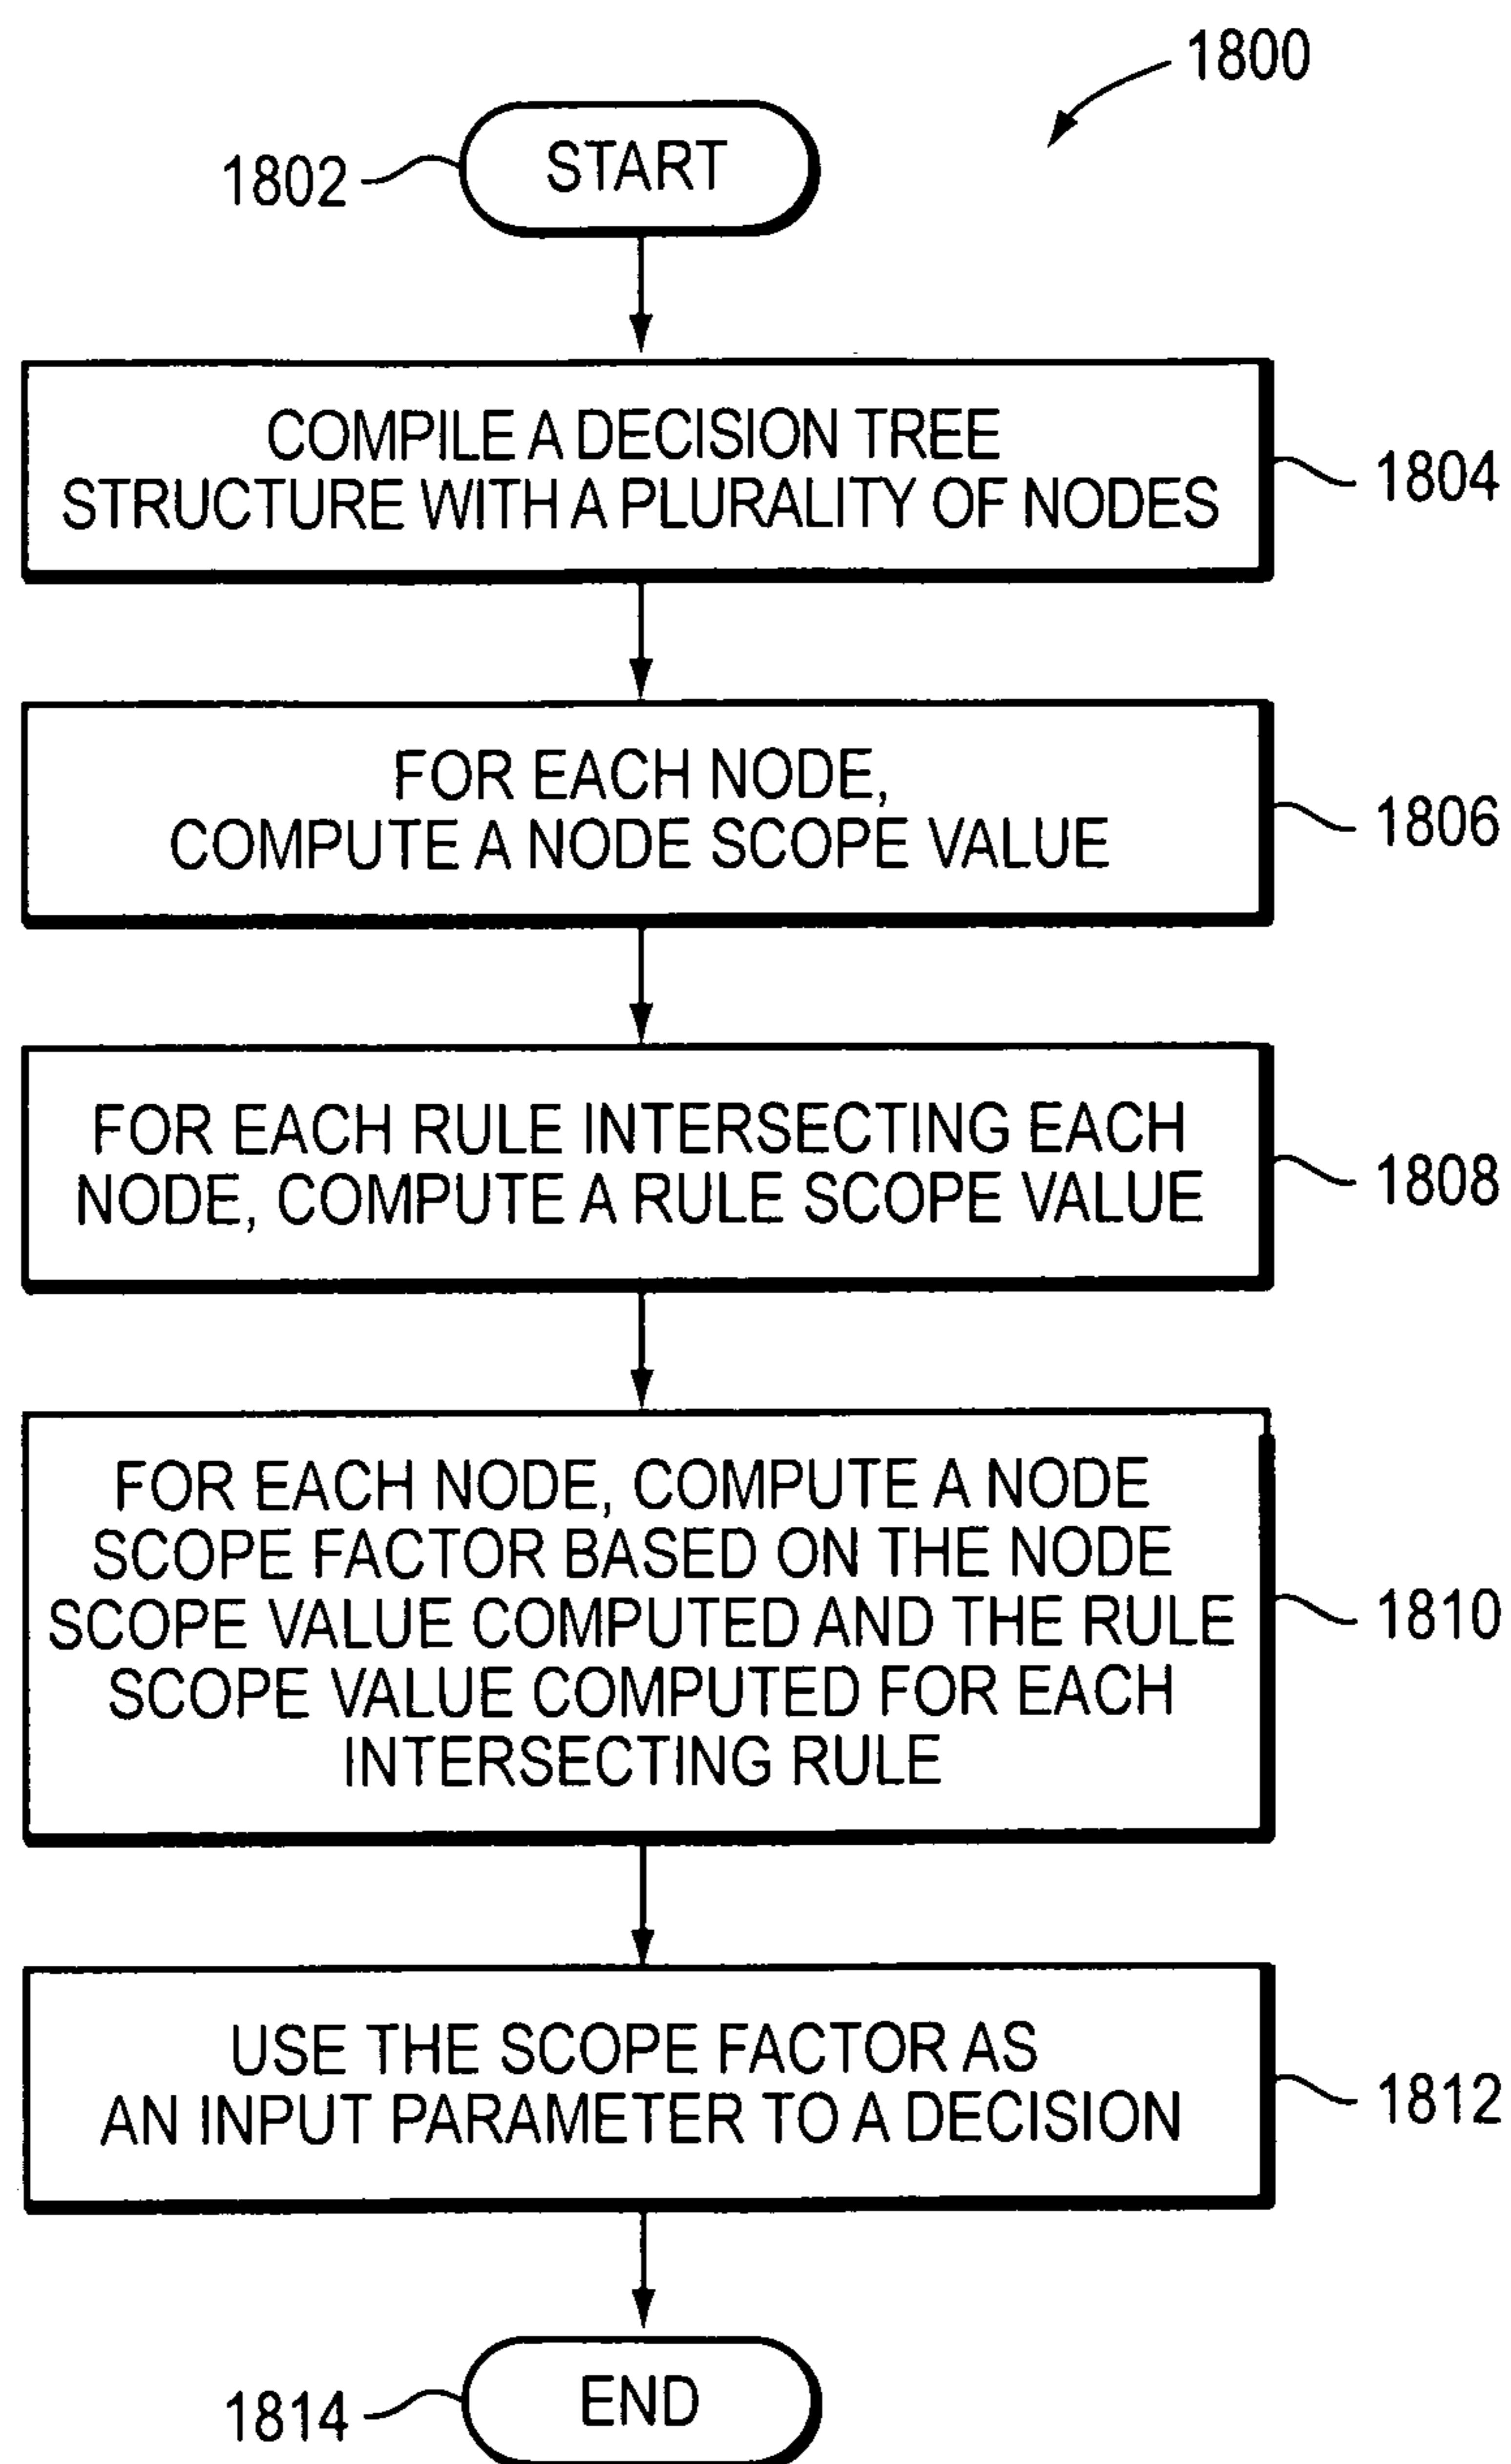 1800
1802
START
COMPILE A DECISION TREE
STRUCTURE WITH A PLURALITY OF NODES
1804
FOR EACH NODE,
COMPUTE A NODE SCOPE VALUE
1806
FOR EACH RULE INTERSECTING EACH
NODE, COMPUTE A RULE SCOPE VALUE
1808
FOR EACH NODE, COMPUTE A NODE
SCOPE FACTOR BASED ON THE NODE
SCOPE VALUE COMPUTED AND THE RULE
SCOPE VALUE COMPUTED FOR EACH
INTERSECTING RULE
1810
USE THE SCOPE FACTOR AS
AN INPUT PARAMETER TO A DECISION
1812
1814
END